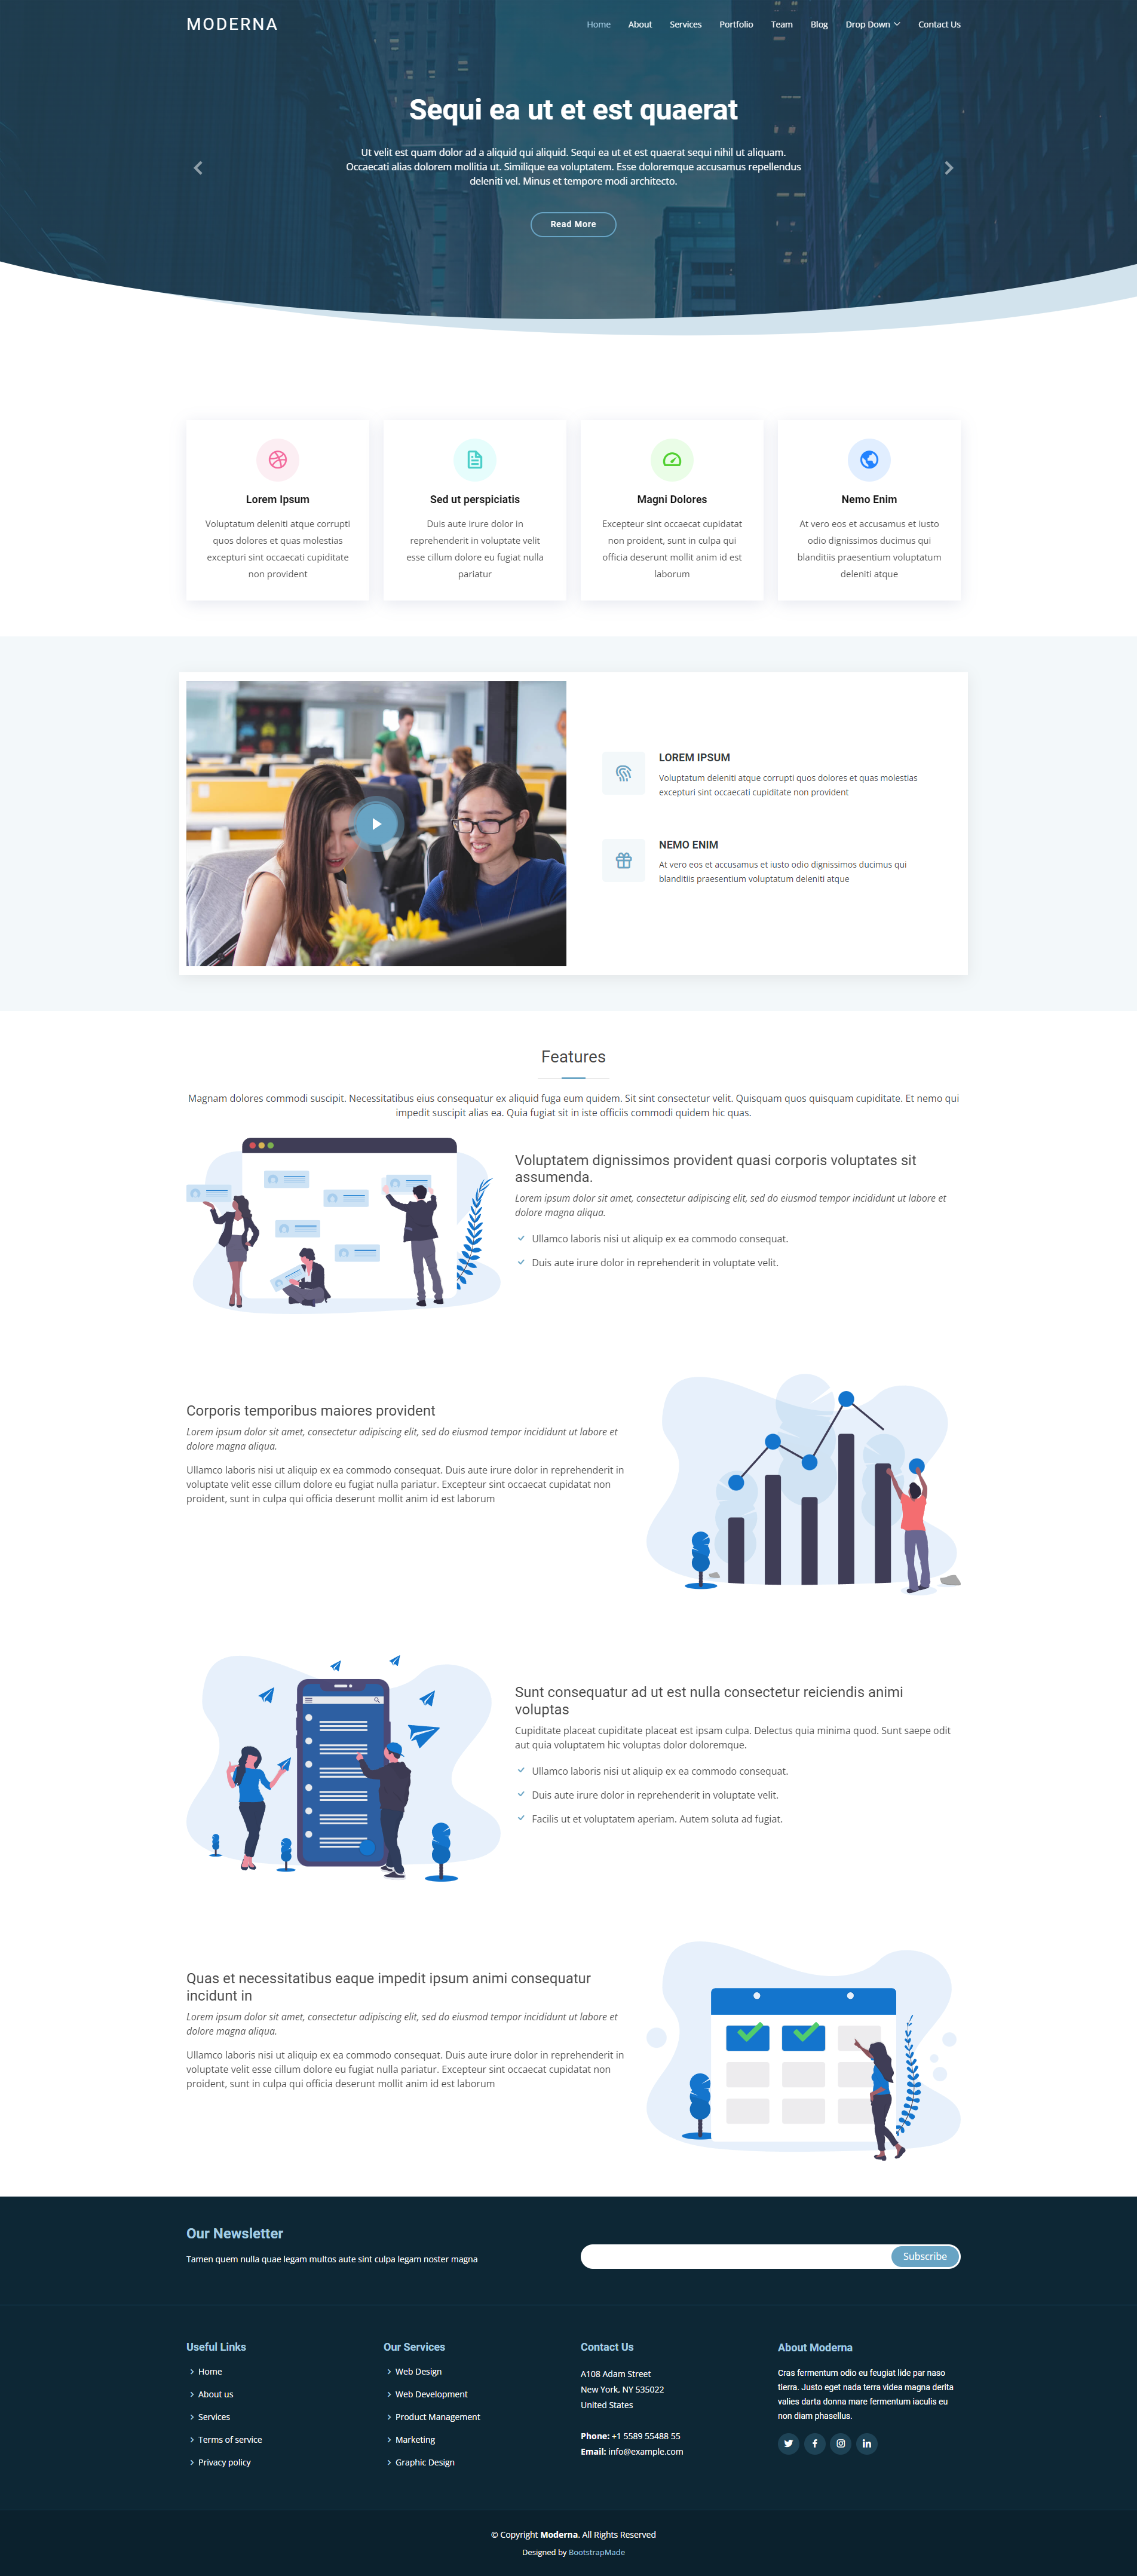 MODERNA
Home About Services Portfolio Team Blog Drop Down Contact Us
Sequi ea ut et est quaerat
Ut velit est quam dolor ad a aliquid qui aliquid. Sequi ea ut et est quaerat sequi nihil ut aliquam.
Occaecati alias dolorem mollitia ut. Similique ea voluptatem. Esse doloremque accusamus repellendus
deleniti vel. Minus et tempore modi architecto.
Read More
Lorem Ipsum
Voluptatum deleniti atque corrupti
quos dolores et quas molestias
excepturi sint occaecati cupiditate
non provident
Sed ut perspiciatis
Duis aute irure dolor in
reprehenderit in voluptate velit
esse cillum dolore eu fugiat nulla
pariatur
Magni Dolores
Excepteur sint occaecat cupidatat
non proident, sunt in culpa qui
officia deserunt mollit anim id est
laborum
Nemo Enim
At vero eos et accusamus et iusto
odio dignissimos ducimus qui
blanditiis praesentium voluptatum
deleniti atque
LOREM IPSUM
Voluptatum deleniti atque corrupti quos dolores et quas molestias
excepturi sint occaecati cupiditate non provident
NEMO ENIM
At vero eos et accusamus et iusto odio dignissimos ducimus qui
blanditiis praesentium voluptatum deleniti atque
Features
Magnam dolores commodi suscipit. Necessitatibus eius consequatur ex aliquid fuga eum quidem. Sit sint consectetur velit. Quisquam quos quisquam cupiditate. Et nemo qui
impedit suscipit alias ea. Quia fugiat sit in iste officiis commodi quidem hic quas.
Voluptatem dignissimos provident quasi corporis voluptates sit
assumenda.
Lorem ipsum dolor sit amet, consectetur adipiscing elit, sed do eiusmod tempor incididunt ut labore et
dolore magna aliqua.
Ullamco laboris nisi ut aliquip ex ea commodo consequat.
Duis aute irure dolor in reprehenderit in voluptate velit.
Corporis temporibus maiores provident
Lorem ipsum dolor sit amet, consectetur adipiscing elit, sed do eiusmod tempor incididunt ut labore et
dolore magna aliqua.
Ullamco laboris nisi ut aliquip ex ea commodo consequat. Duis aute irure dolor in reprehenderit in
voluptate velit esse cillum dolore eu fugiat nulla pariatur. Excepteur sint occaecat cupidatat non
proident, sunt in culpa qui officia deserunt mollit anim id est laborum
Sunt consequatur ad ut est nulla consectetur reiciendis animi
voluptas
Cupiditate placeat cupiditate placeat est ipsam culpa. Delectus quia minima quod. Sunt saepe odit
aut quia voluptatem hic voluptas dolor doloremque.
Ullamco laboris nisi ut aliquip ex ea commodo consequat.
Duis aute irure dolor in reprehenderit in voluptate velit.
Facilis ut et voluptatem aperiam. Autem soluta ad fugiat.
Quas et necessitatibus eaque impedit ipsum animi consequatur
incidunt in
Lorem ipsum dolor sit amet, consectetur adipiscing elit, sed do eiusmod tempor incididunt ut labore et
dolore magna aliqua.
Ullamco laboris nisi ut aliquip ex ea commodo consequat. Duis aute irure dolor in reprehenderit in
voluptate velit esse cillum dolore eu fugiat nulla pariatur. Excepteur sint occaecat cupidatat non
proident, sunt in culpa qui officia deserunt mollit anim id est laborum
Our Newsletter
Tamen quem nulla quae legam multos aute sint culpa legam noster magna
Subscribe
Useful Links
Home
About us
Services
Terms of service
Privacy policy
Our Services
Web Design
Web Development
Product Management
Marketing
Graphic Design
Contact Us
A108 Adam Street
New York, NY 535022
United States
Phone: +1 5589 55488 55
Email: info@example.com
About Moderna
Cras fermentum odio eu feugiat lide par naso
tierra. Justo eget nada terra videa magna derita
valies darta donna mare fermentum iaculis eu
non diam phasellus.
© Copyright Moderna. All Rights Reserved
Designed by BootstrapMade